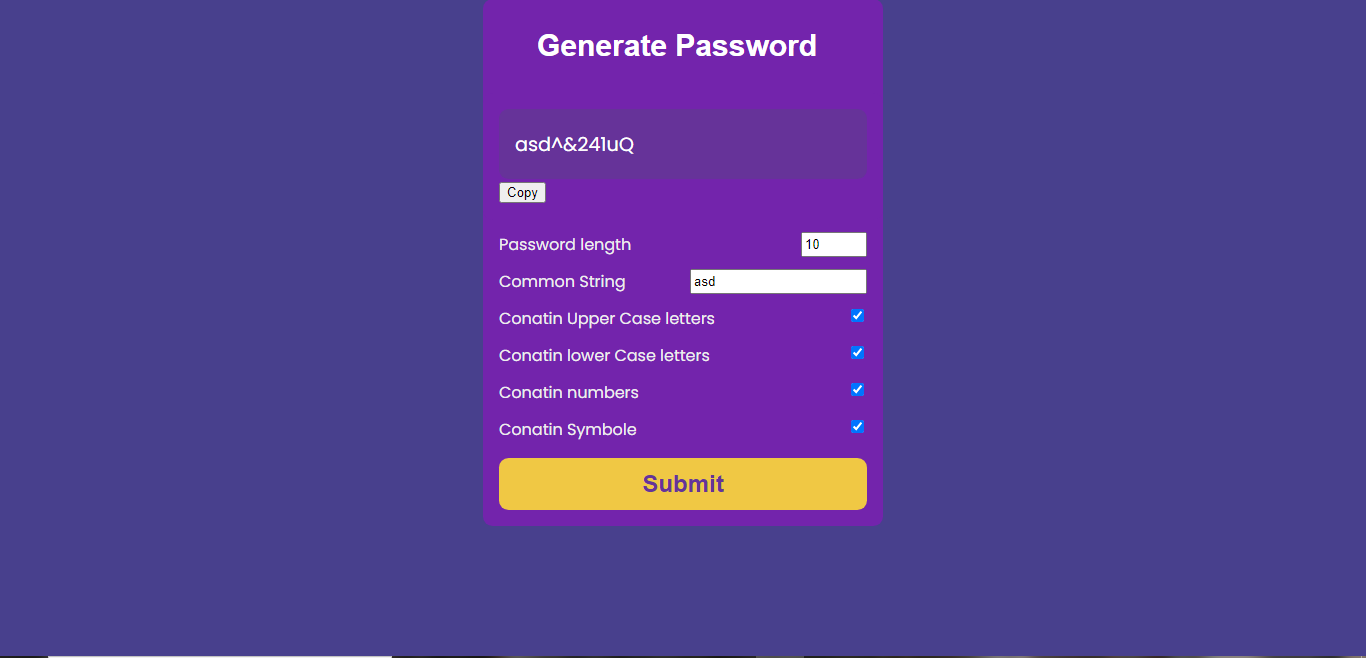 Generate Password
asd^&241uQ
Copy
Password length 10
Common String asd
Conatin Upper Case letters
Conatin lower Case letters
Conatin numbers
Conatin Symbole
Submit